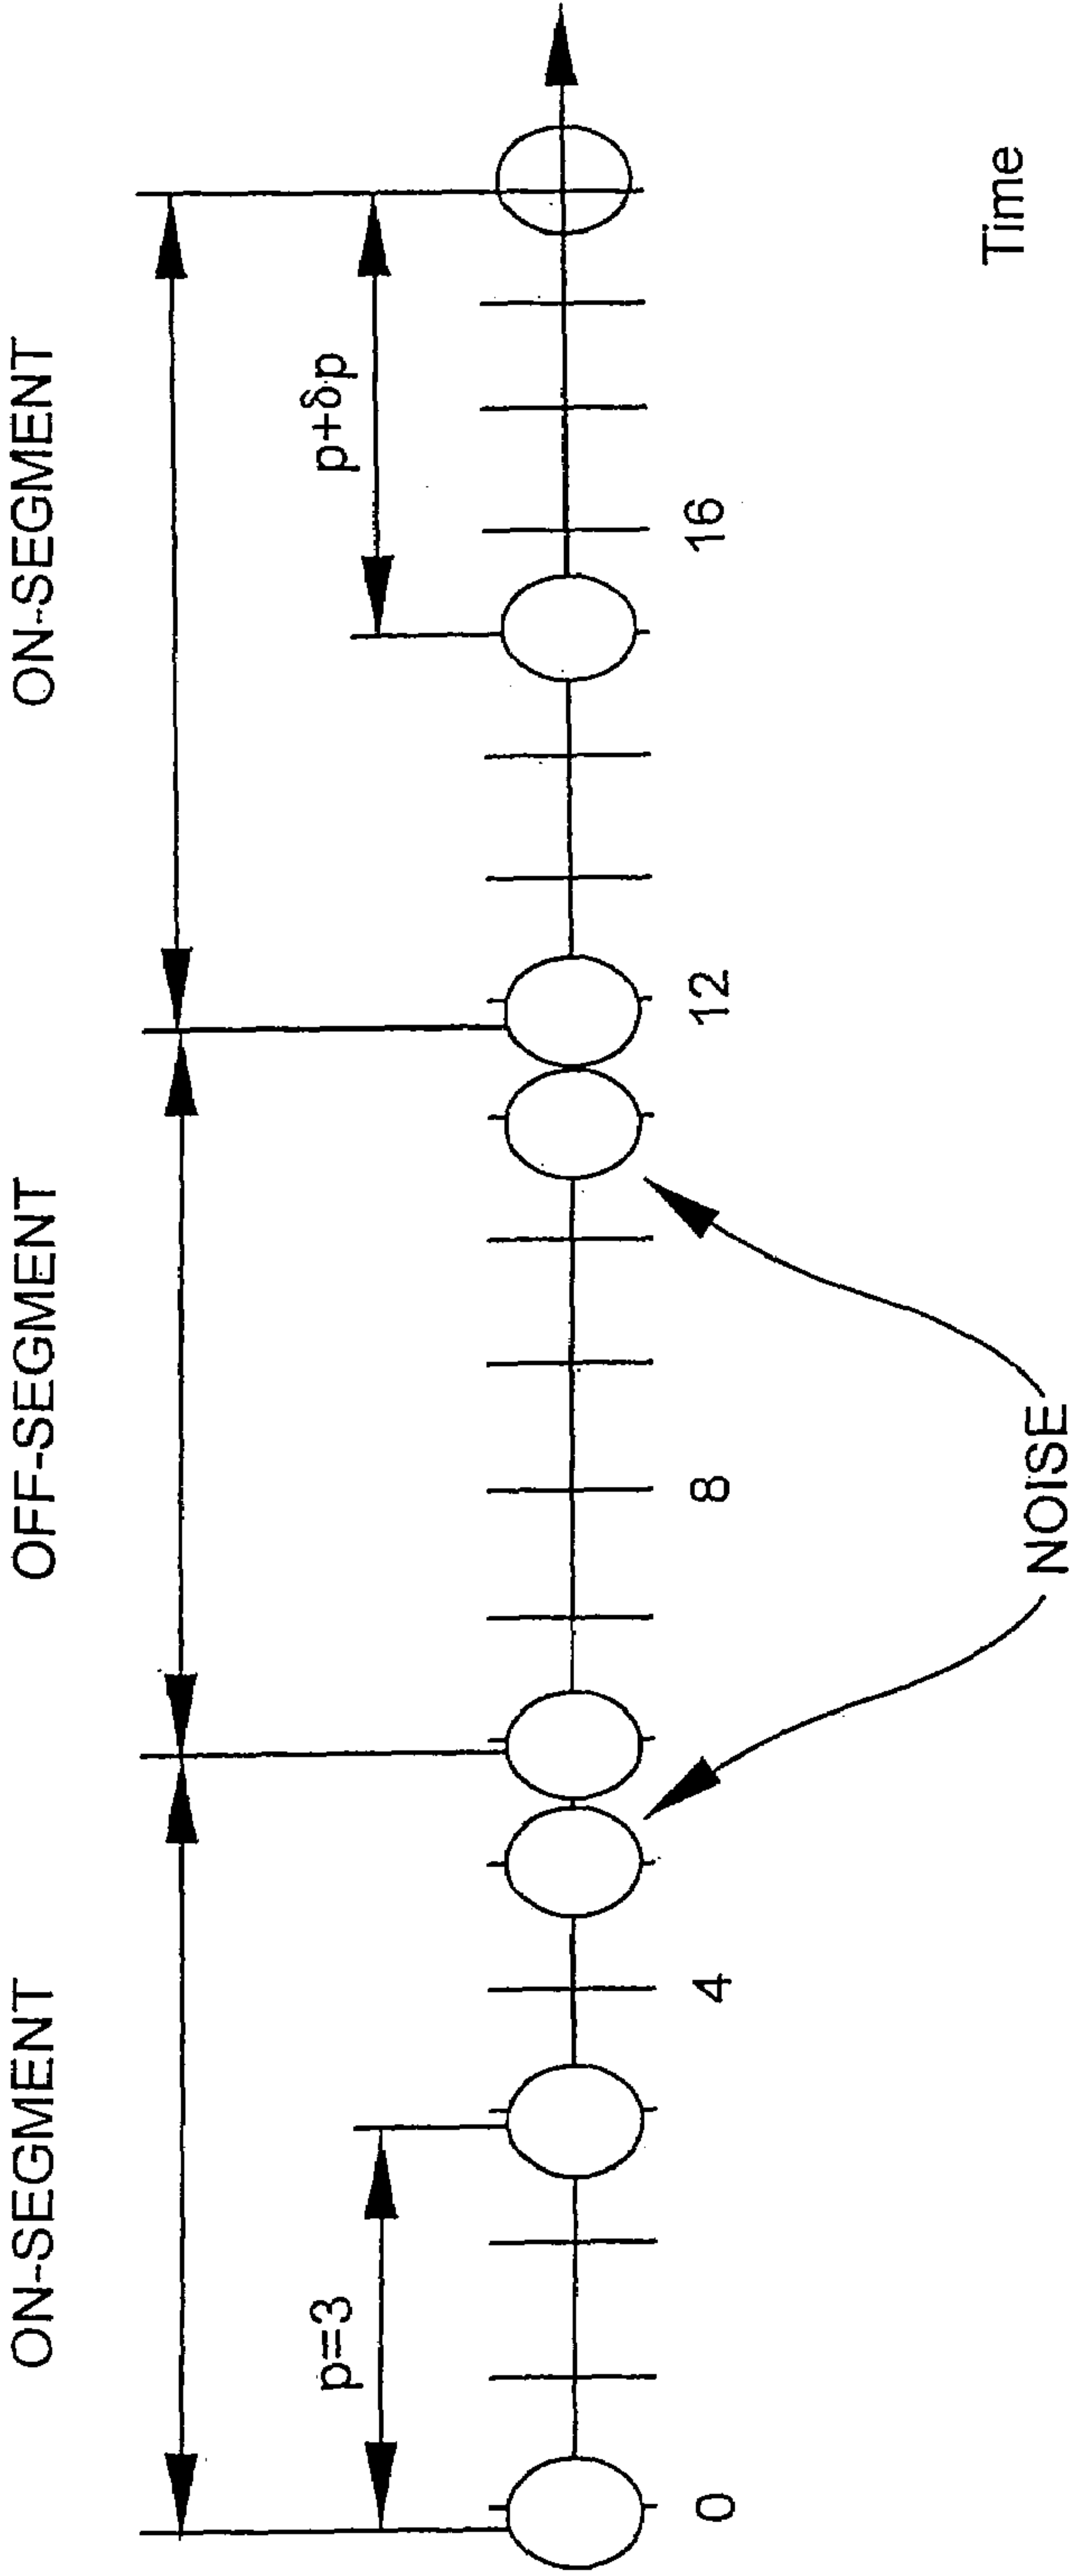 ON-SEGMENT
OFF-SEGMENT
ON-SEGMENT
p=3
p+δp
0
4
8
12
16
NOISE
Time